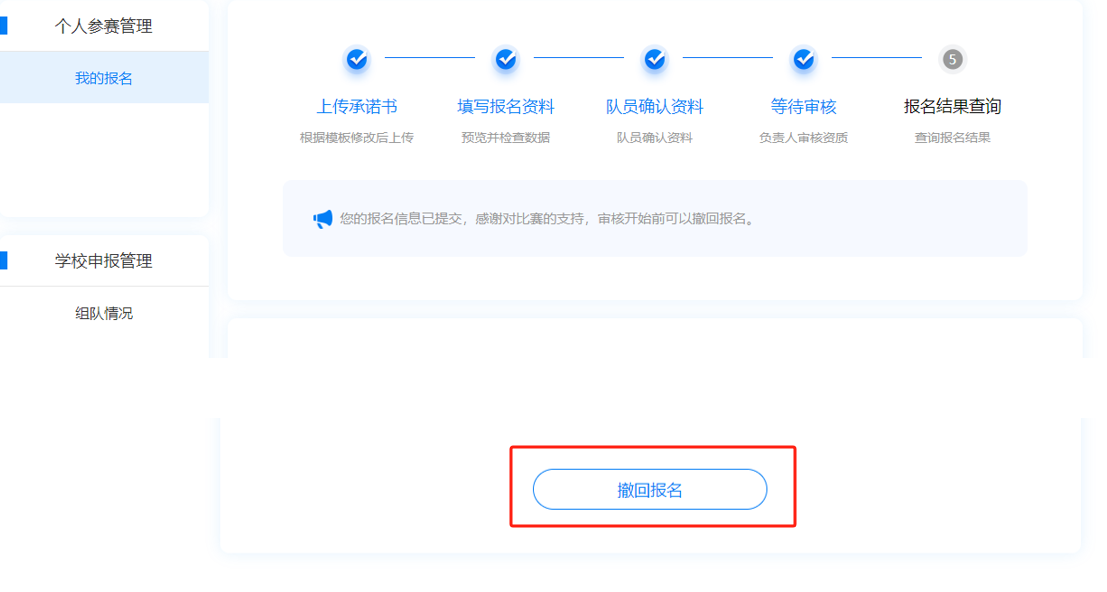 个人参赛管理
我的报名
学校申报管理
组队情况
5
上传承诺书
填写报名资料
队员确认资料
等待审核
报名结果查询
根据模板修改后上传
预览并检查数据
队员确认资料
负责人审核资质
查询报名结果
您的报名信息已提交，感谢对比赛的支持，审核开始前可以撤回报名。
撤回报名